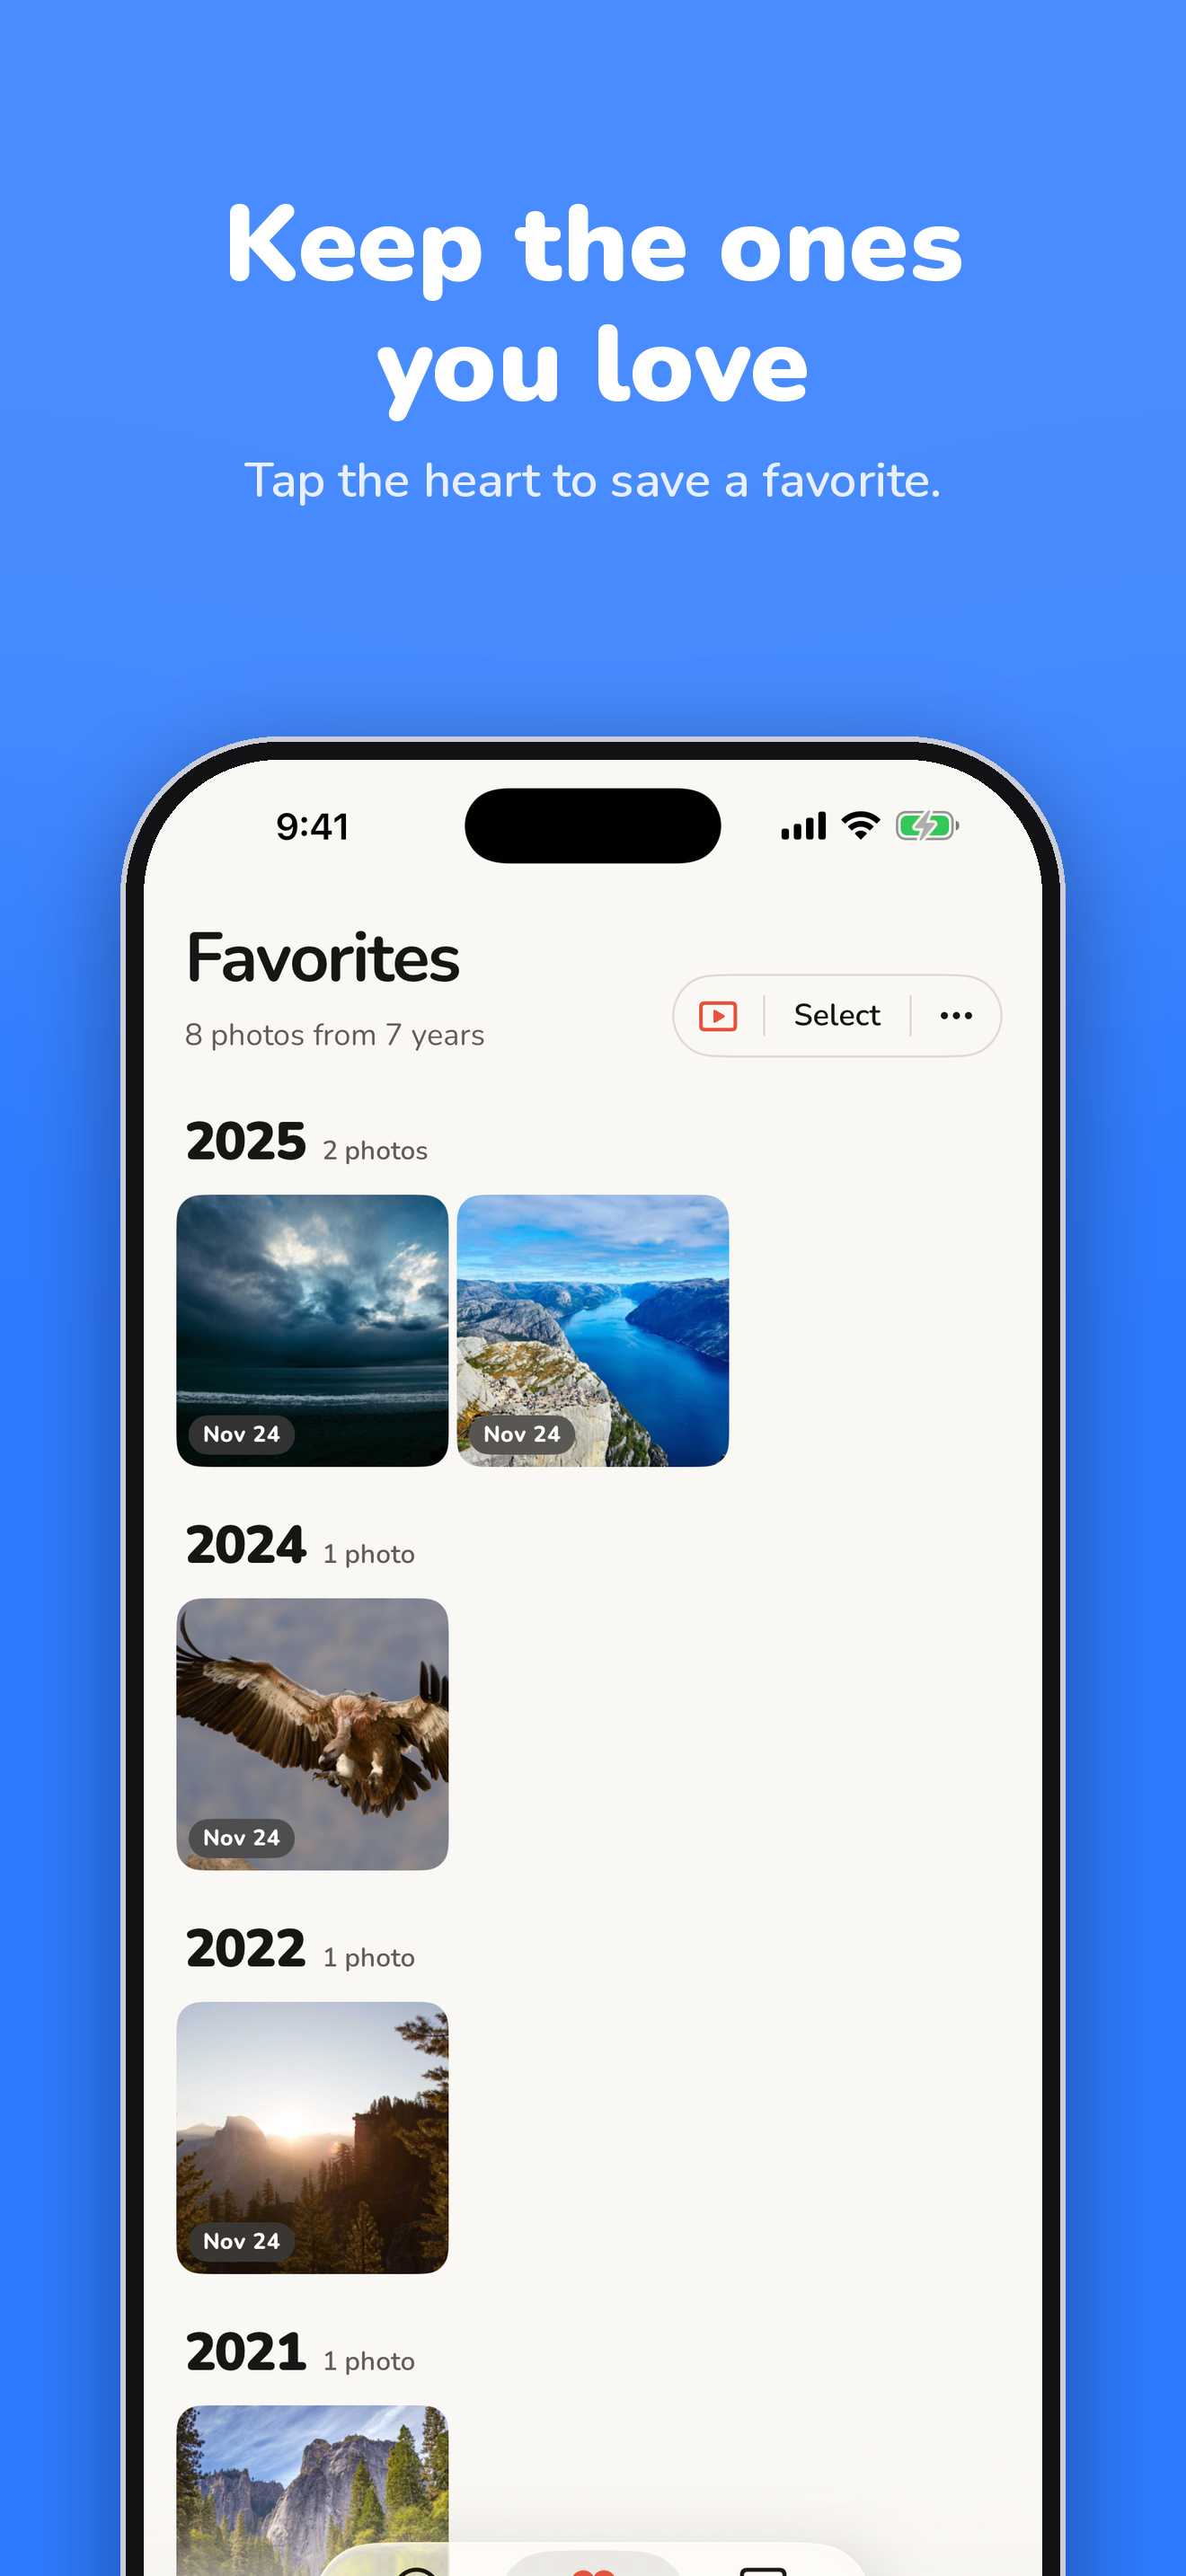 Keep the ones
you love
Tap the heart to save a favorite.
9:41
Favorites
8 photos from 7 years
Select
2025 2 photos
Nov 24
Nov 24
2024 1 photo
Nov 24
2022 1 photo
Nov 24
2021 1 photo